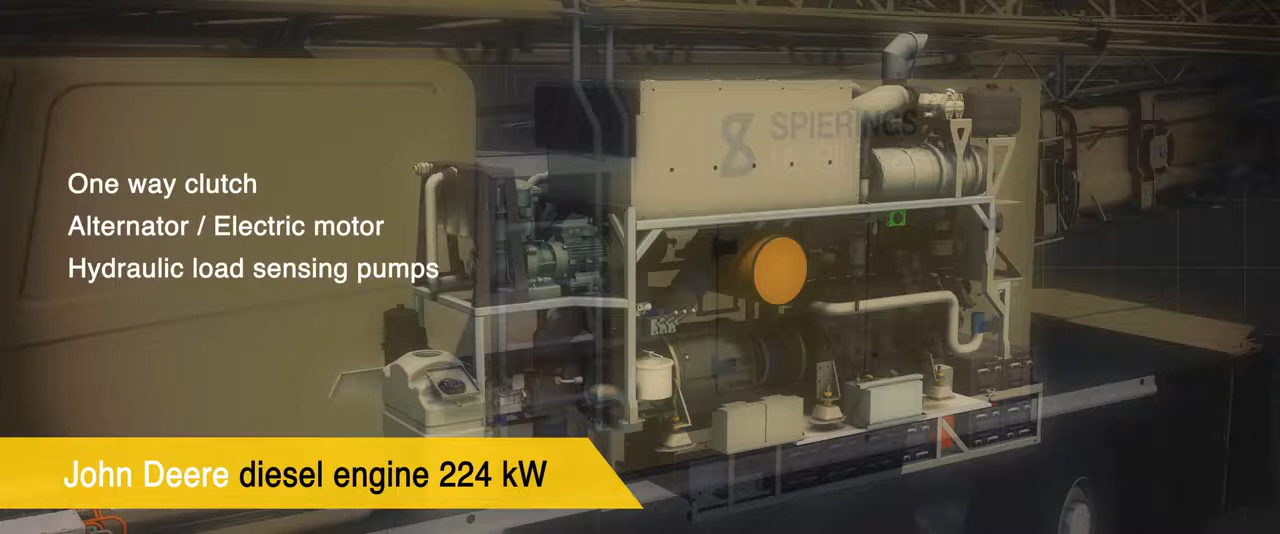 SPIERINGS
One way clutch
Alternator / Electric motor
Hydraulic load sensing pumps
John Deere diesel engine 224 kW